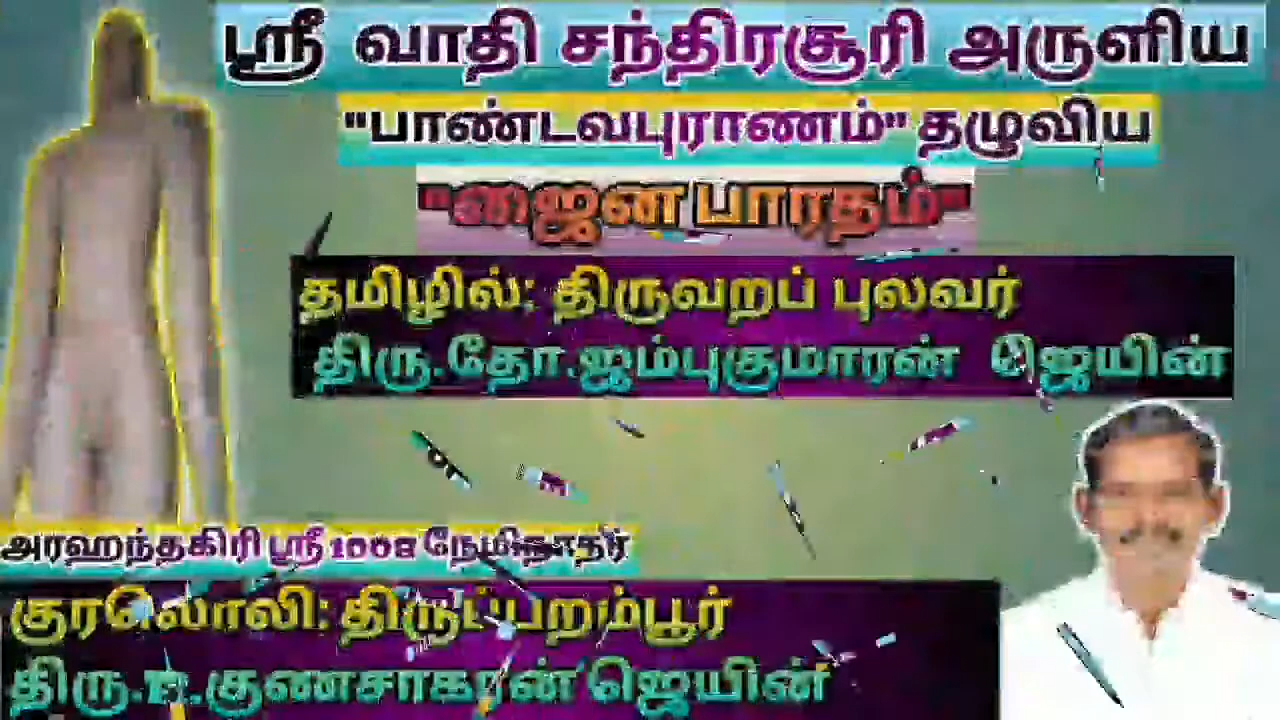 ஸ்ரீ வாதி சந்திரசூரி அருளிய
"பாண்டவபுராணம்" தழுவிய
"ஜைன பாரதம்"
தமிழில்: திருவறப் புலவர்
திரு.தோ.ஜம்புகுமாரன் ஜெயின்
அரஹந்தகிரி ஸ்ரீ 1008 நேமிநாதர்
குரலொலி: திருப்பறம்பூர்
திரு. குணசாகரன் ஜெயின்